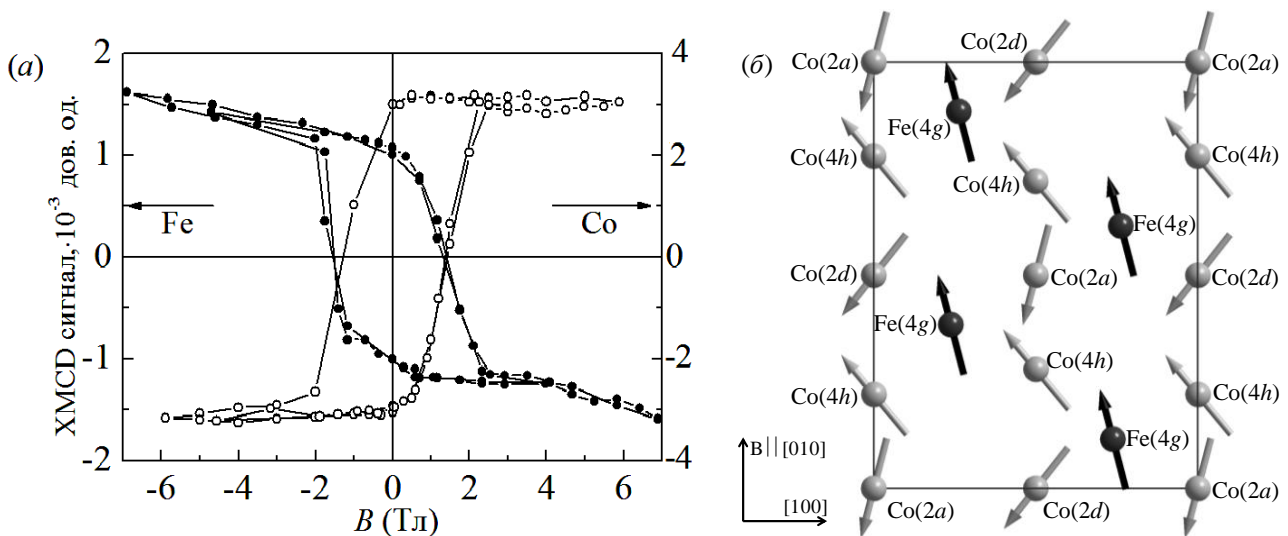 (а)
2
1
0
-1
-2
XMCD сигнал,·10⁻³ дов. од.
Fe
Co
4
2
0
-2
-4
-6 -4 -2 0 2 4 6
B (Тл)
(б)
Co(2a)
Co(2d)
Co(2a)
Fe(4g)
Co(4h)
Co(4h)
Co(4h)
Fe(4g)
Co(2d)
Co(2a)
Co(2d)
Fe(4g)
Co(4h)
Co(4h)
Co(4h)
Fe(4g)
Co(2a)
Co(2d)
Co(2a)
B||[010]
[100]